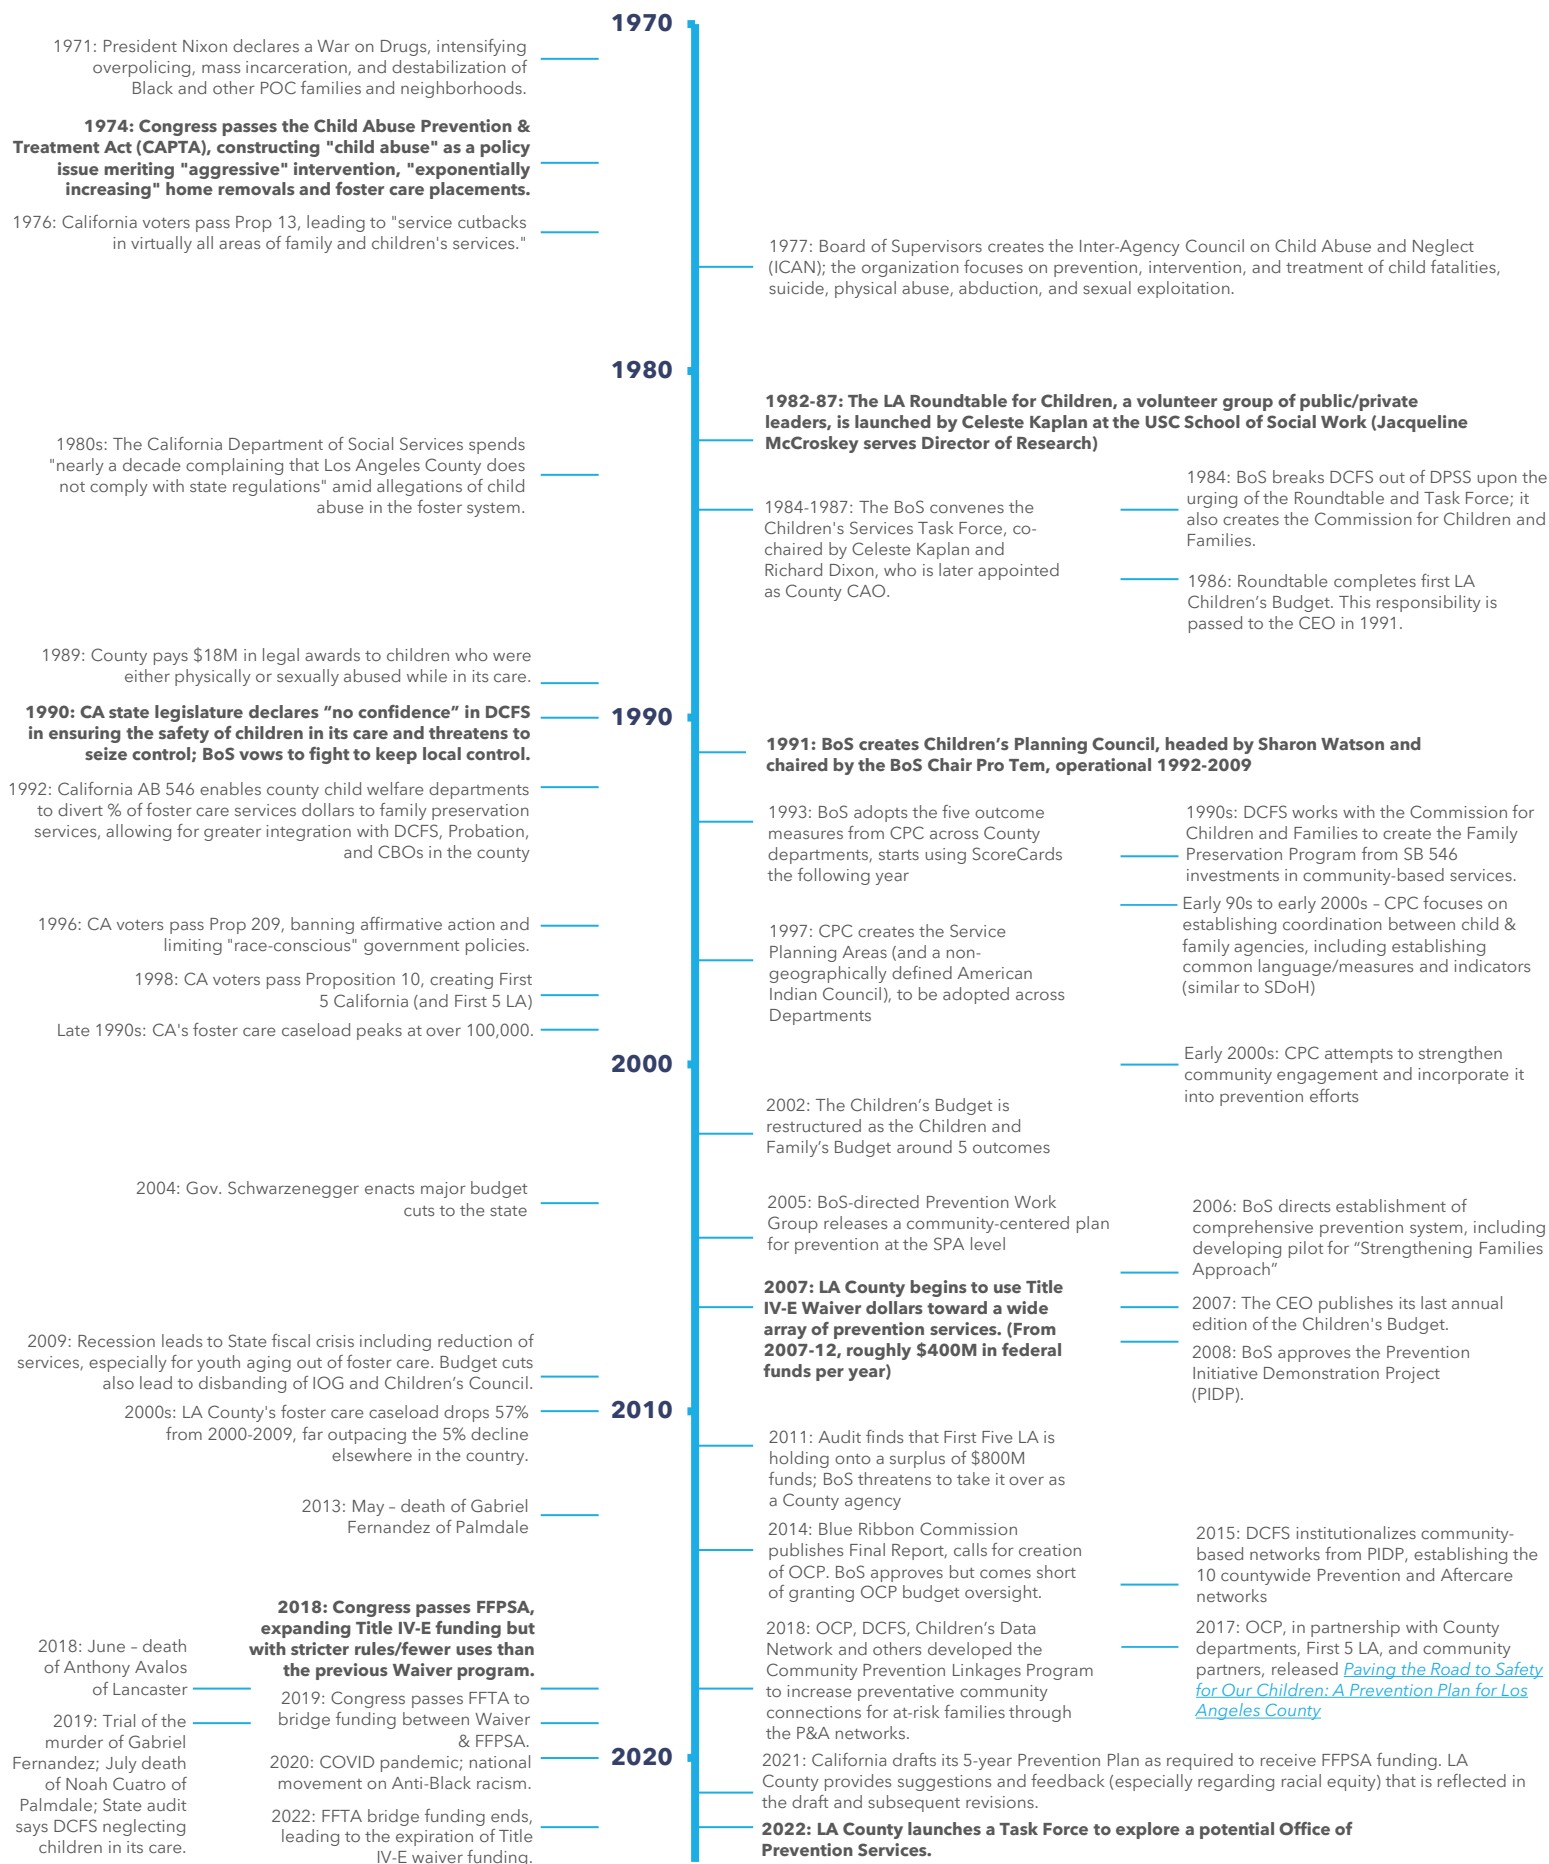 1970
1971: President Nixon declares a War on Drugs, intensifying
overpolicing, mass incarceration, and destabilization of
Black and other POC families and neighborhoods.
1974: Congress passes the Child Abuse Prevention &
Treatment Act (CAPTA), constructing "child abuse" as a policy
issue meriting "aggressive" intervention, "exponentially
increasing" home removals and foster care placements.
1976: California voters pass Prop 13, leading to "service cutbacks
in virtually all areas of family and children's services."
1977: Board of Supervisors creates the Inter-Agency Council on Child Abuse and Neglect
(ICAN); the organization focuses on prevention, intervention, and treatment of child fatalities,
suicide, physical abuse, abduction, and sexual exploitation.
1980
1982-87: The LA Roundtable for Children, a volunteer group of public/private
leaders, is launched by Celeste Kaplan at the USC School of Social Work (Jacqueline
McCroskey serves Director of Research)
1980s: The California Department of Social Services spends
"nearly a decade complaining that Los Angeles County does
not comply with state regulations" amid allegations of child
abuse in the foster system.
1984-1987: The BoS convenes the
Children's Services Task Force, co-
chaired by Celeste Kaplan and
Richard Dixon, who is later appointed
as County CAO.
1984: BoS breaks DCFS out of DPSS upon the
urging of the Roundtable and Task Force; it
also creates the Commission for Children and
Families.
1986: Roundtable completes first LA
Children’s Budget. This responsibility is
passed to the CEO in 1991.
1989: County pays $18M in legal awards to children who were
either physically or sexually abused while in its care.
1990: CA state legislature declares “no confidence” in DCFS
in ensuring the safety of children in its care and threatens to
seize control; BoS vows to fight to keep local control.
1990
1991: BoS creates Children’s Planning Council, headed by Sharon Watson and
chaired by the BoS Chair Pro Tem, operational 1992-2009
1992: California AB 546 enables county child welfare departments
to divert % of foster care services dollars to family preservation
services, allowing for greater integration with DCFS, Probation,
and CBOs in the county
1993: BoS adopts the five outcome
measures from CPC across County
departments, starts using ScoreCards
the following year
1990s: DCFS works with the Commission for
Children and Families to create the Family
Preservation Program from SB 546
investments in community-based services.
Early 90s to early 2000s – CPC focuses on
establishing coordination between child &
family agencies, including establishing
common language/measures and indicators
(similar to SDoH)
1996: CA voters pass Prop 209, banning affirmative action and
limiting "race-conscious" government policies.
1997: CPC creates the Service
Planning Areas (and a non-
geographically defined American
Indian Council), to be adopted across
Departments
1998: CA voters pass Proposition 10, creating First
5 California (and First 5 LA)
Late 1990s: CA's foster care caseload peaks at over 100,000.
2000
Early 2000s: CPC attempts to strengthen
community engagement and incorporate it
into prevention efforts
2002: The Children’s Budget is
restructured as the Children and
Family’s Budget around 5 outcomes
2004: Gov. Schwarzenegger enacts major budget
cuts to the state
2005: BoS-directed Prevention Work
Group releases a community-centered plan
for prevention at the SPA level
2006: BoS directs establishment of
comprehensive prevention system, including
developing pilot for “Strengthening Families
Approach”
2007: LA County begins to use Title
IV-E Waiver dollars toward a wide
array of prevention services. (From
2007-12, roughly $400M in federal
funds per year)
2007: The CEO publishes its last annual
edition of the Children's Budget.
2008: BoS approves the Prevention
Initiative Demonstration Project
(PIDP).
2009: Recession leads to State fiscal crisis including reduction of
services, especially for youth aging out of foster care. Budget cuts
also lead to disbanding of IOG and Children’s Council.
2000s: LA County's foster care caseload drops 57%
from 2000-2009, far outpacing the 5% decline
elsewhere in the country.
2010
2011: Audit finds that First Five LA is
holding onto a surplus of $800M
funds; BoS threatens to take it over as
a County agency
2013: May – death of Gabriel
Fernandez of Palmdale
2014: Blue Ribbon Commission
publishes Final Report, calls for creation
of OCP. BoS approves but comes short
of granting OCP budget oversight.
2015: DCFS institutionalizes community-
based networks from PIDP, establishing the
10 countywide Prevention and Aftercare
networks
2018: Congress passes FFPSA,
expanding Title IV-E funding but
with stricter rules/fewer uses than
the previous Waiver program.
2018: June – death
of Anthony Avalos
of Lancaster
2018: OCP, DCFS, Children’s Data
Network and others developed the
Community Prevention Linkages Program
to increase preventative community
connections for at-risk families through
the P&A networks.
2017: OCP, in partnership with County
departments, First 5 LA, and community
partners, released Paving the Road to Safety
for Our Children: A Prevention Plan for Los
Angeles County
2019: Trial of the
murder of Gabriel
Fernandez; July death
of Noah Cuatro of
Palmdale; State audit
says DCFS neglecting
children in its care.
2019: Congress passes FFTA to
bridge funding between Waiver
& FFPSA.
2020: COVID pandemic; national
movement on Anti-Black racism.
2020
2021: California drafts its 5-year Prevention Plan as required to receive FFPSA funding. LA
County provides suggestions and feedback (especially regarding racial equity) that is reflected in
the draft and subsequent revisions.
2022: FFTA bridge funding ends,
leading to the expiration of Title
IV-E waiver funding.
2022: LA County launches a Task Force to explore a potential Office of
Prevention Services.